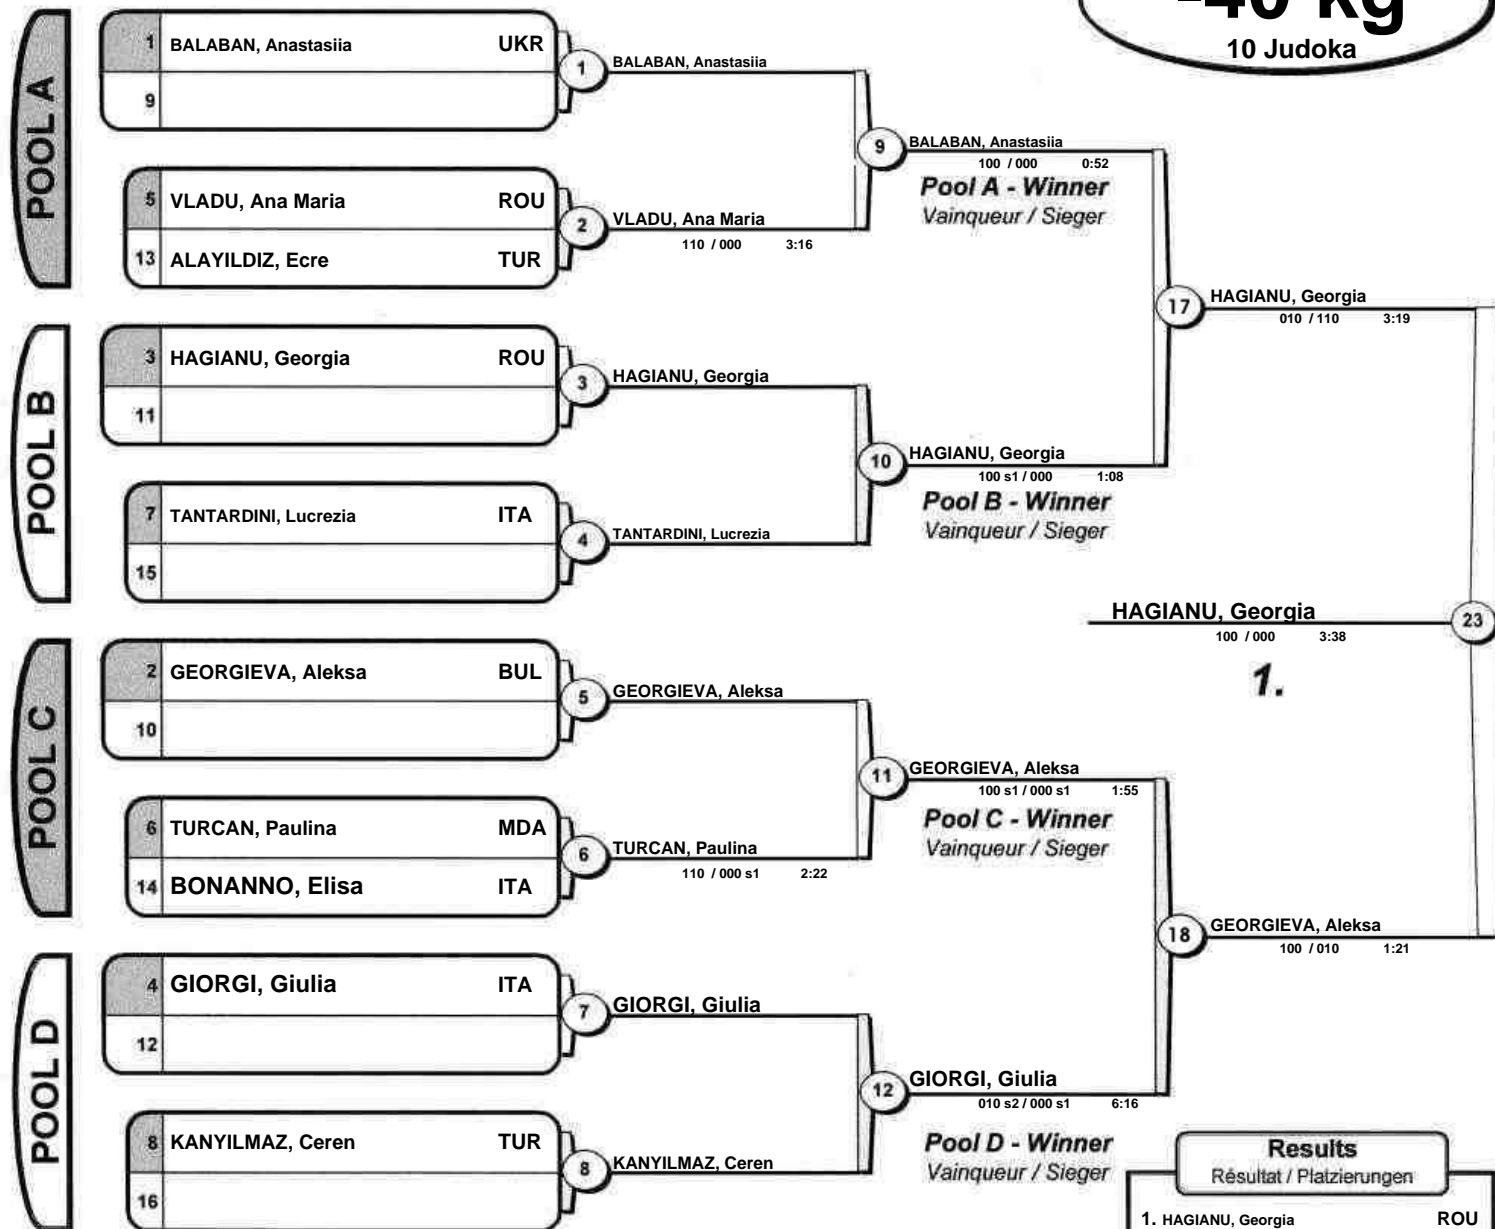 -40 kg
10 Judoka
POOL A
1 BALABAN, Anastasiia UKR
9
5 VLADU, Ana Maria ROU
13 ALAYILDIZ, Ecre TUR
1 BALABAN, Anastasiia
2 VLADU, Ana Maria
110 / 000 3:16
9 BALABAN, Anastasiia
100 / 000 0:52
Pool A - Winner
Vainqueur / Sieger
17 HAGIANU, Georgia
010 / 110 3:19
POOL B
3 HAGIANU, Georgia ROU
11
7 TANTARDINI, Lucrezia ITA
15
3 HAGIANU, Georgia
4 TANTARDINI, Lucrezia
10 HAGIANU, Georgia
100 s1 / 000 1:08
Pool B - Winner
Vainqueur / Sieger
HAGIANU, Georgia 23
100 / 000 3:38
1.
POOL C
2 GEORGIEVA, Aleksa BUL
10
6 TURCAN, Paulina MDA
14 BONANNO, Elisa ITA
5 GEORGIEVA, Aleksa
6 TURCAN, Paulina
110 / 000 s1 2:22
11 GEORGIEVA, Aleksa
100 s1 / 000 s1 1:55
Pool C - Winner
Vainqueur / Sieger
18 GEORGIEVA, Aleksa
100 / 010 1:21
POOL D
4 GIORGI, Giulia ITA
12
8 KANYILMAZ, Ceren TUR
16
7 GIORGI, Giulia
8 KANYILMAZ, Ceren
12 GIORGI, Giulia
010 s2 / 000 s1 6:16
Pool D - Winner
Vainqueur / Sieger
Results
Résultat / Platzierungen
1. HAGIANU, Georgia ROU